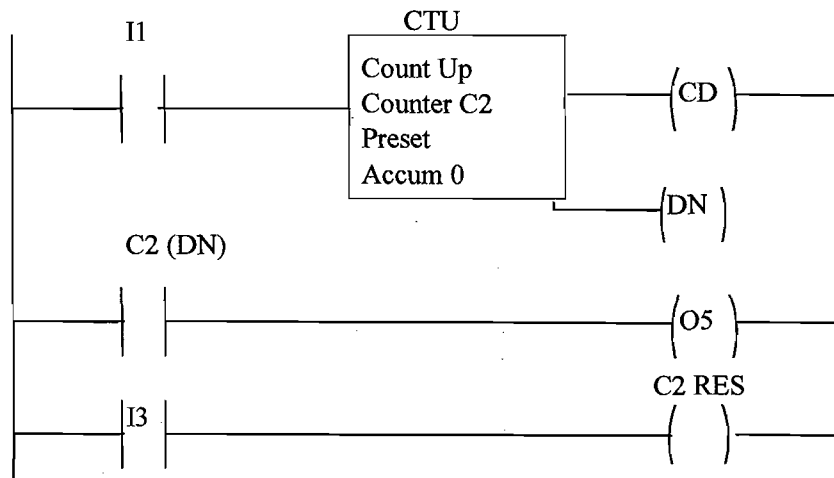 I1
CTU
Count Up
Counter C2
Preset
Accum 0
CD
DN
C2 (DN)
O5
C2 RES
I3